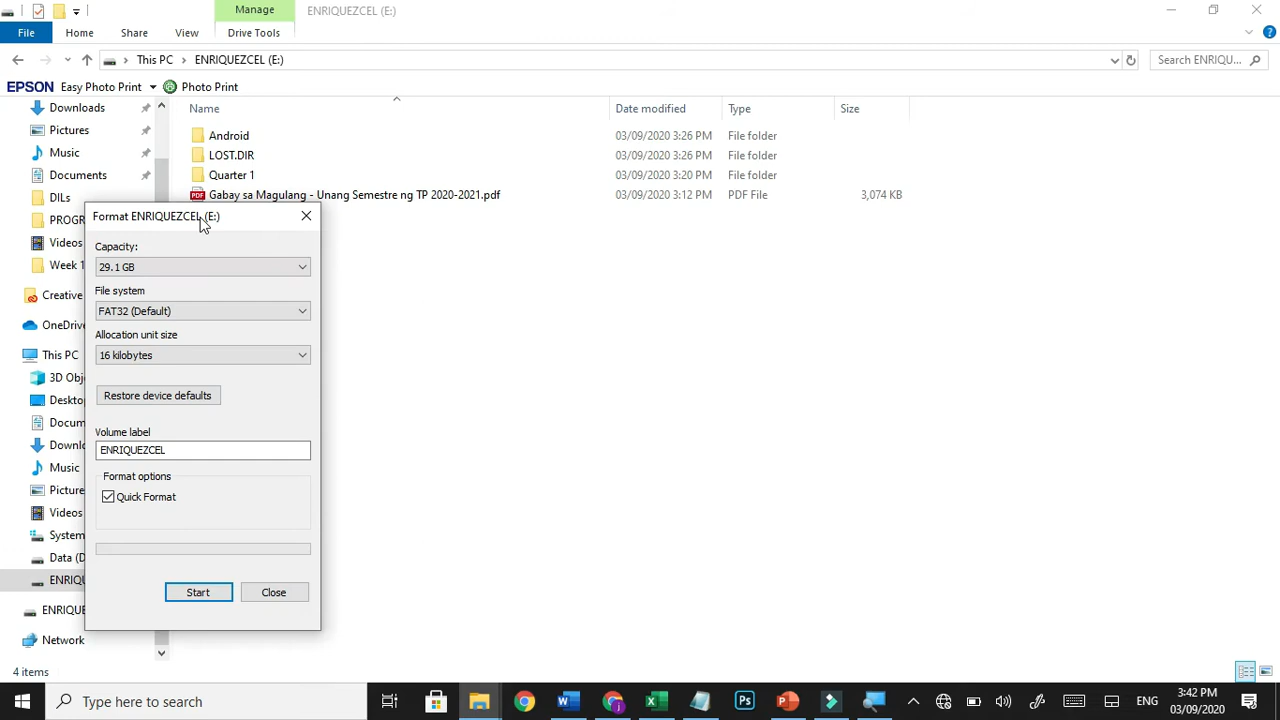 Manage
ENRIQUEZCEL (E:)
File
Home
Share
View
Drive Tools
This PC
ENRIQUEZCEL (E:)
Search ENRIQU...
EPSON Easy Photo Print
Photo Print
Downloads
Pictures
Music
Documents
DILs
PROGR
Videos
Week 1
Creative
OneDrive
This PC
3D Obj
Desktop
Docum
Downlo
Music
Picture
Videos
System
Data (D
ENRIQU
ENRIQUE
Network
Name
Date modified
Type
Size
Android
03/09/2020 3:26 PM
File folder
LOST.DIR
03/09/2020 3:26 PM
File folder
Quarter 1
03/09/2020 3:20 PM
File folder
PDF
Gabay sa Magulang - Unang Semestre ng TP 2020-2021.pdf
03/09/2020 3:12 PM
PDF File
3,074 KB
Format ENRIQUEZCEL (E:)
Capacity:
29.1 GB
File system
FAT32 (Default)
Allocation unit size
16 kilobytes
Restore device defaults
Volume label
ENRIQUEZCEL
Format options
Quick Format
Start
Close
4 items
Type here to search
Ps
ENG
3:42 PM
03/09/2020